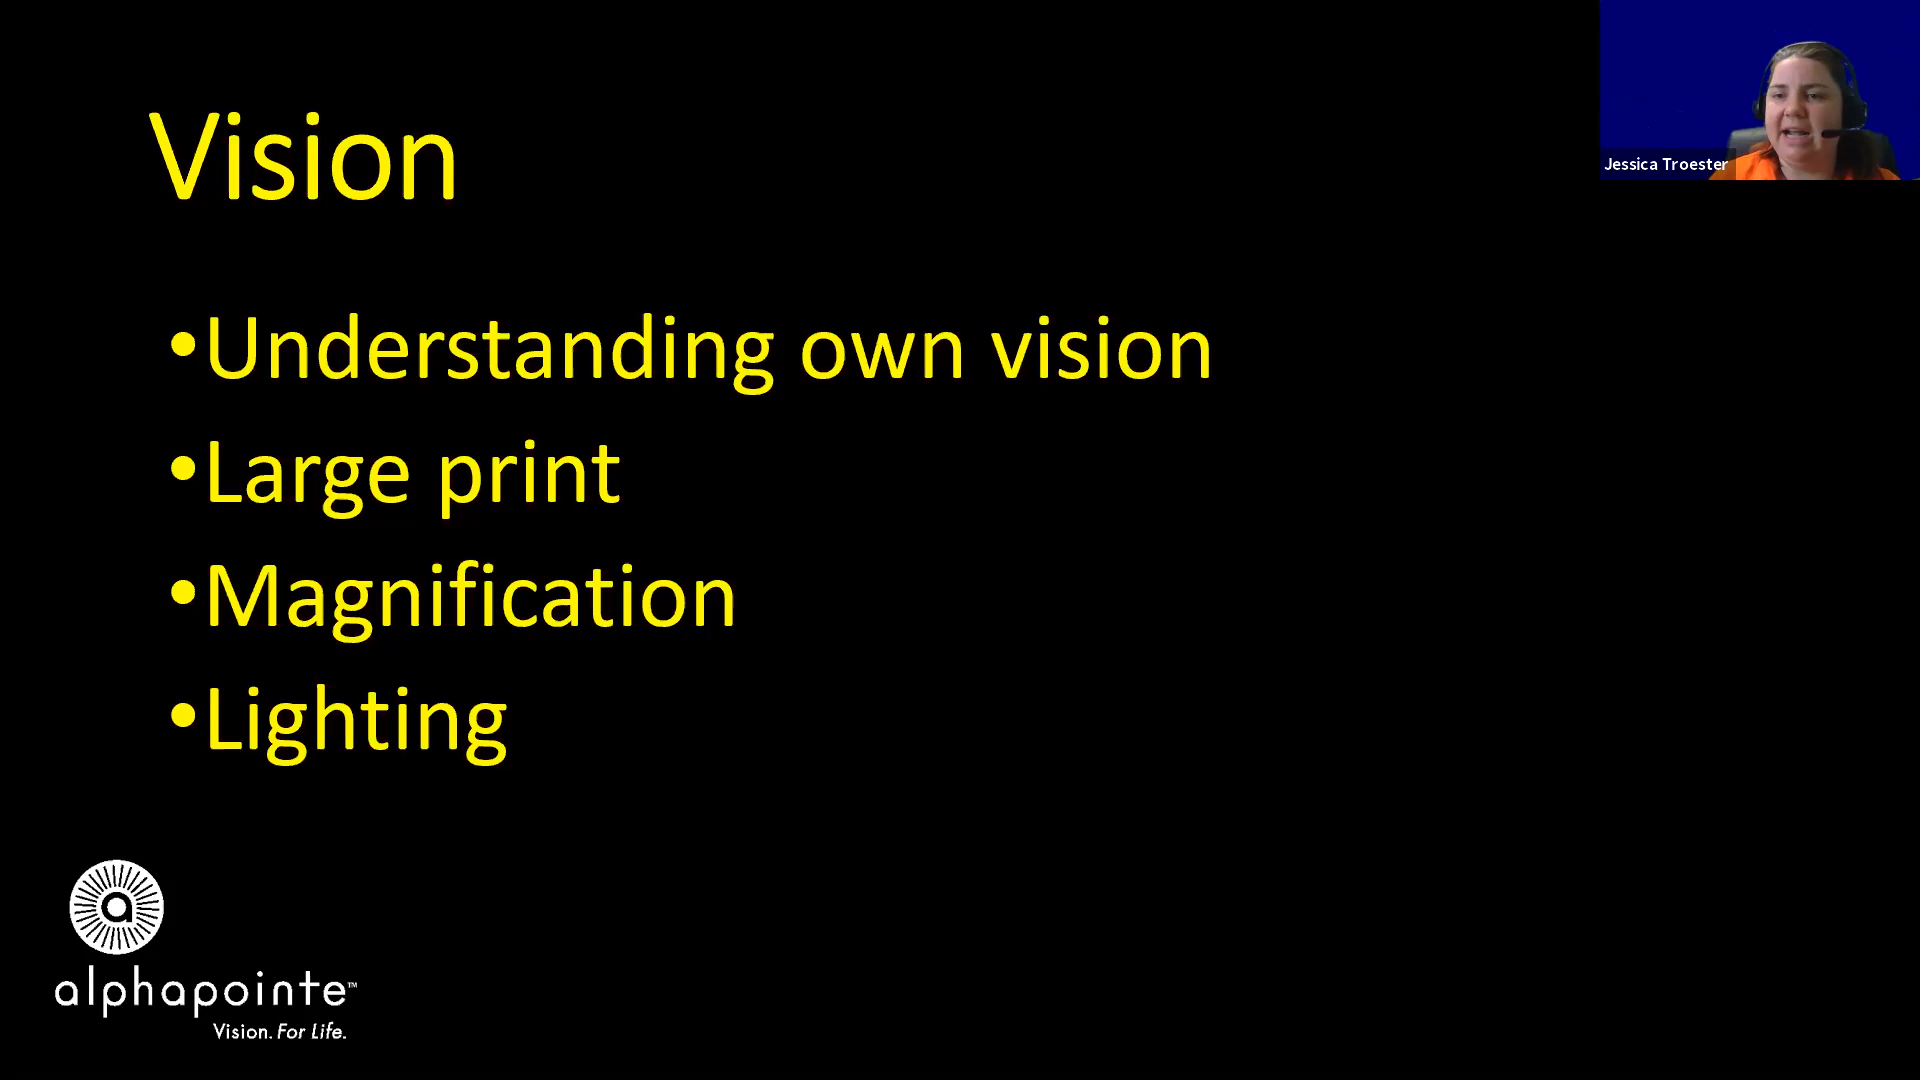 Vision
Jessica Troester
•Understanding own vision
•Large print
•Magnification
•Lighting
a
alphapointe™
Vision. For Life.